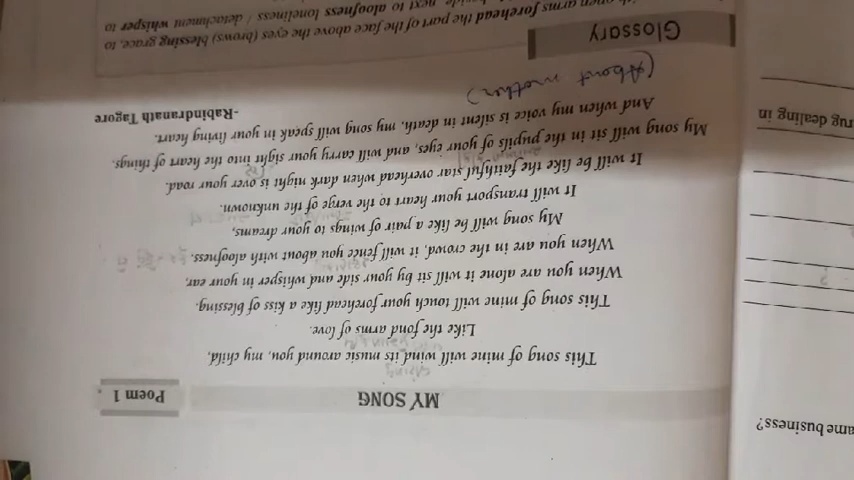 MY SONG
Poem 1
This song of mine will wind its music around you, my child,
Like the fond arms of love.
This song of mine will touch your forehead like a kiss of blessing.
When you are alone it will sit by your side and whisper in your ear,
When you are in the crowd, it will fence you about with aloofness.
My song will be like a pair of wings to your dreams,
It will transport your heart to the verge of the unknown.
It will be like the faithful star overhead when dark night is over your road.
My song will sit in the pupils of your eyes, and will carry your sight into the heart of things.
And when my voice is silent in death, my song will speak in your living heart.
-Rabindranath Tagore
(About mother)
Glossary
arms forehead the part of the face above the eyes (brows) blessing grace, to
next to aloofness loneliness / detachment whisper to
ame business?
rug dealing in